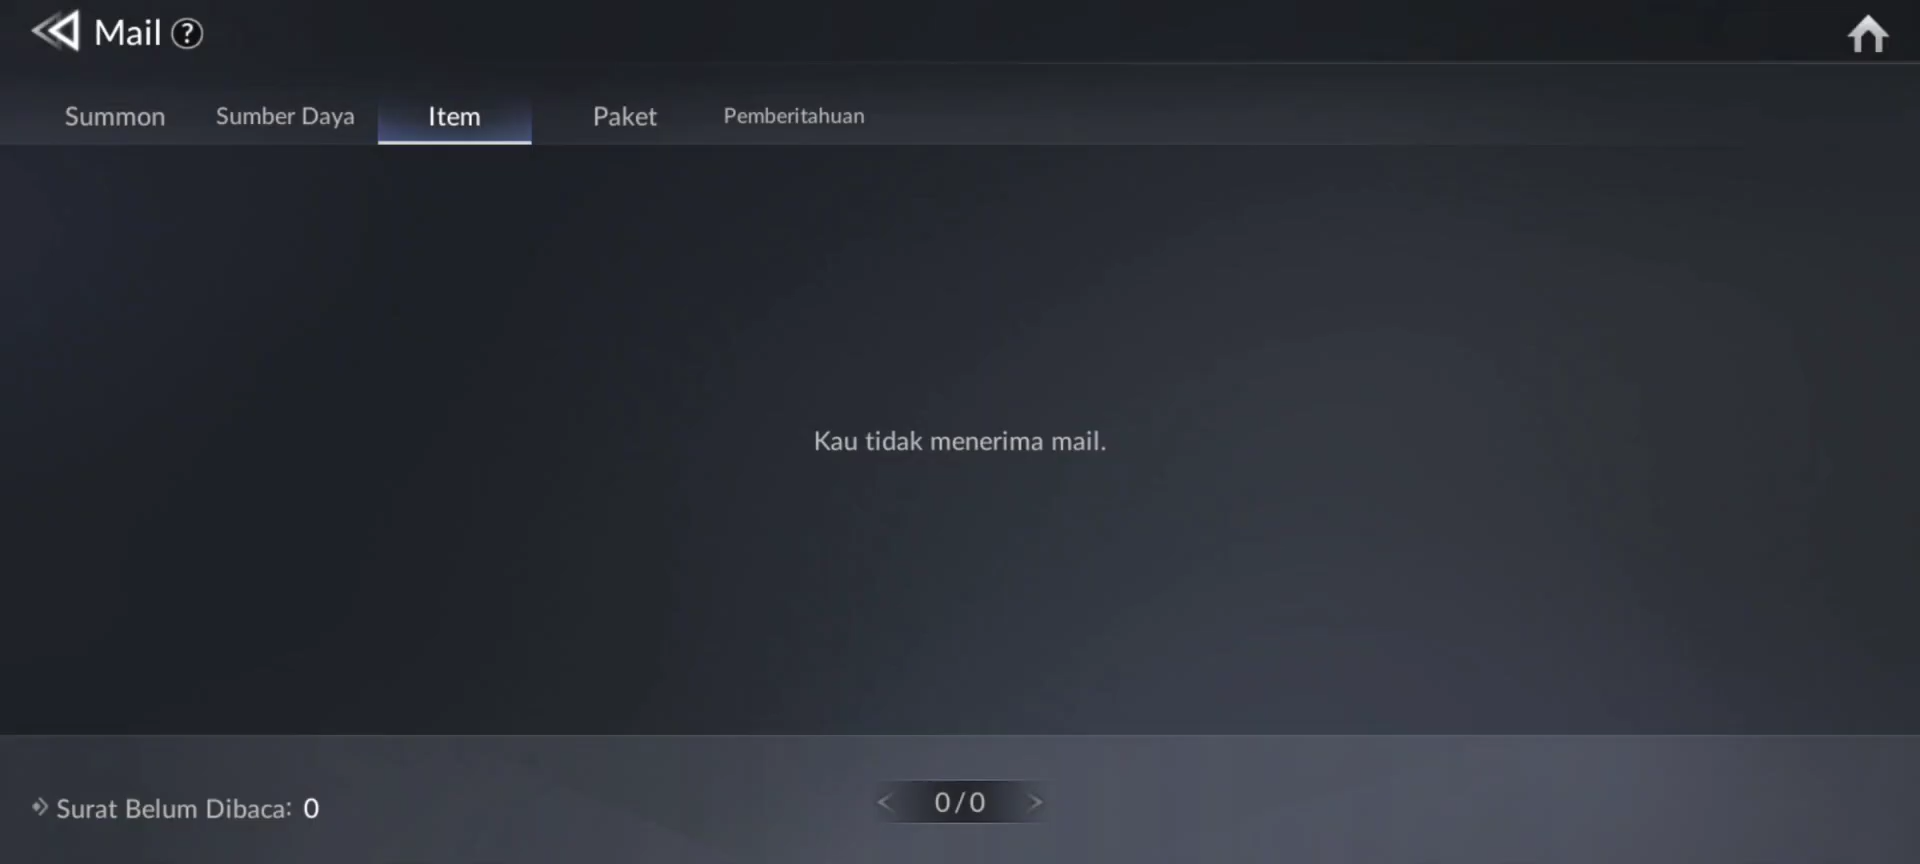 Mail ?
Summon Sumber Daya Item Paket Pemberitahuan
Kau tidak menerima mail.
Surat Belum Dibaca: 0
< 0/0 >